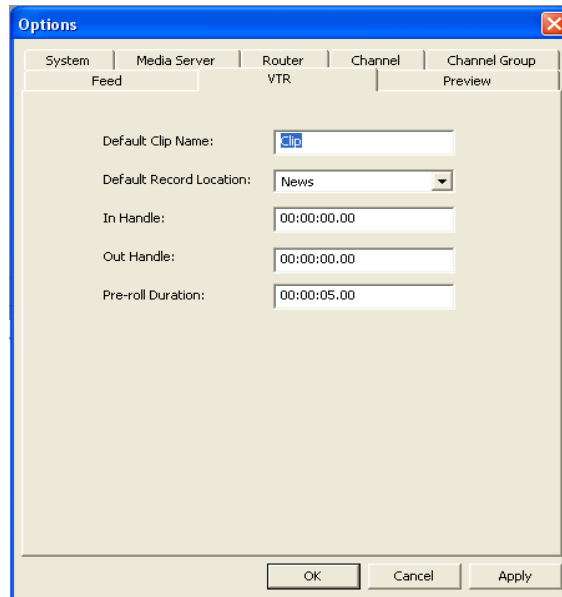 Options
System Media Server Router Channel Channel Group
Feed VTR Preview
Default Clip Name: Clip
Default Record Location: News
In Handle: 00:00:00.00
Out Handle: 00:00:00.00
Pre-roll Duration: 00:00:05.00
OK Cancel Apply